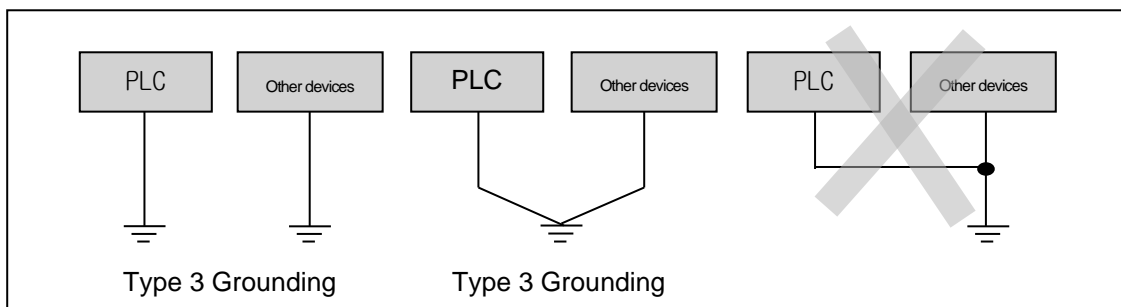 PLC
Other devices
PLC
Other devices
PLC
Other devices
Type 3 Grounding
Type 3 Grounding